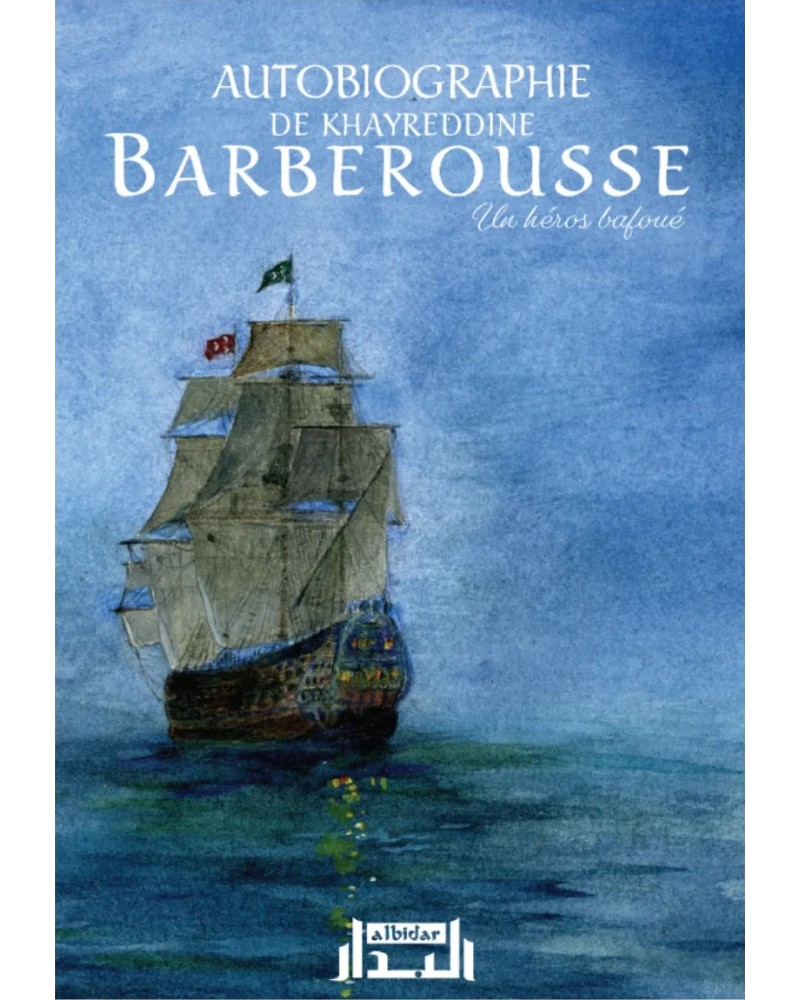 AUTOBIOGRAPHIE
DE KHAYREDDINE
BARBEROUSSE
Un héros bafoué
albidar
البدار